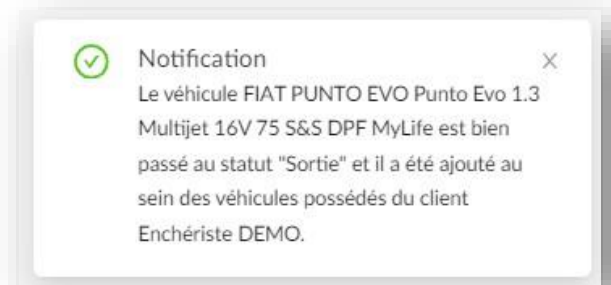 Notification
Le véhicule FIAT PUNTO EVO Punto Evo 1.3
Multijet 16V 75 S&S DPF MyLife est bien
passé au statut "Sortie" et il a été ajouté au
sein des véhicules possédés du client
Enchériste DEMO.